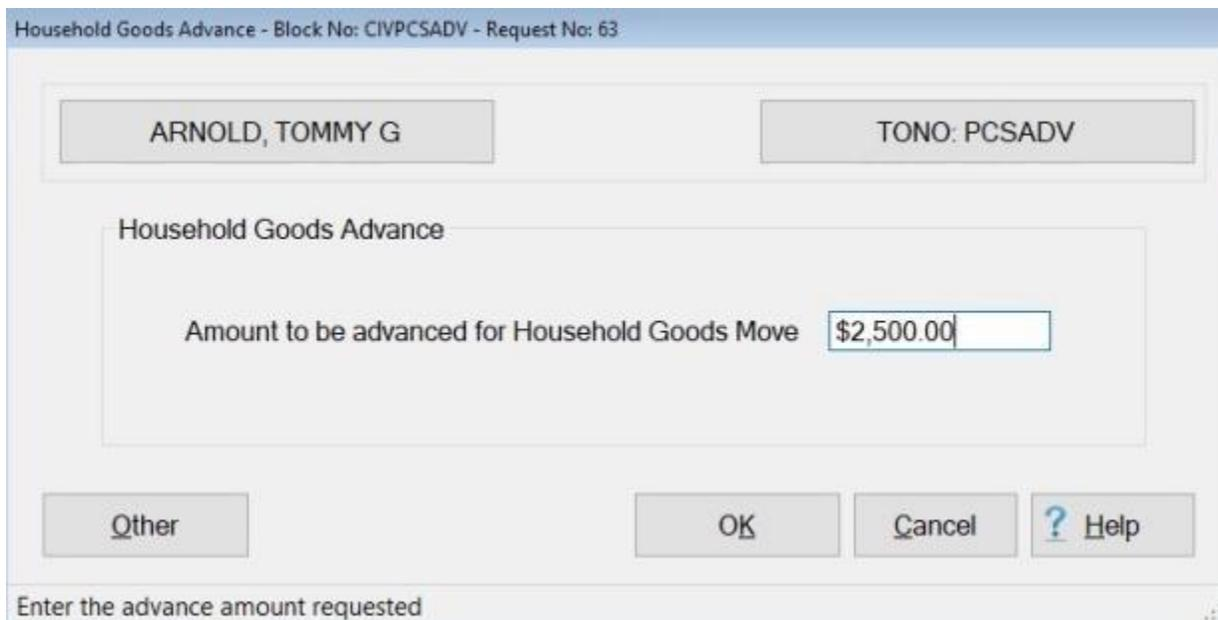 Household Goods Advance - Block No: CIVPCSADV - Request No: 63
ARNOLD, TOMMY G
TONO: PCSADV
Household Goods Advance
Amount to be advanced for Household Goods Move $2,500.00
Other OK Cancel ? Help
Enter the advance amount requested